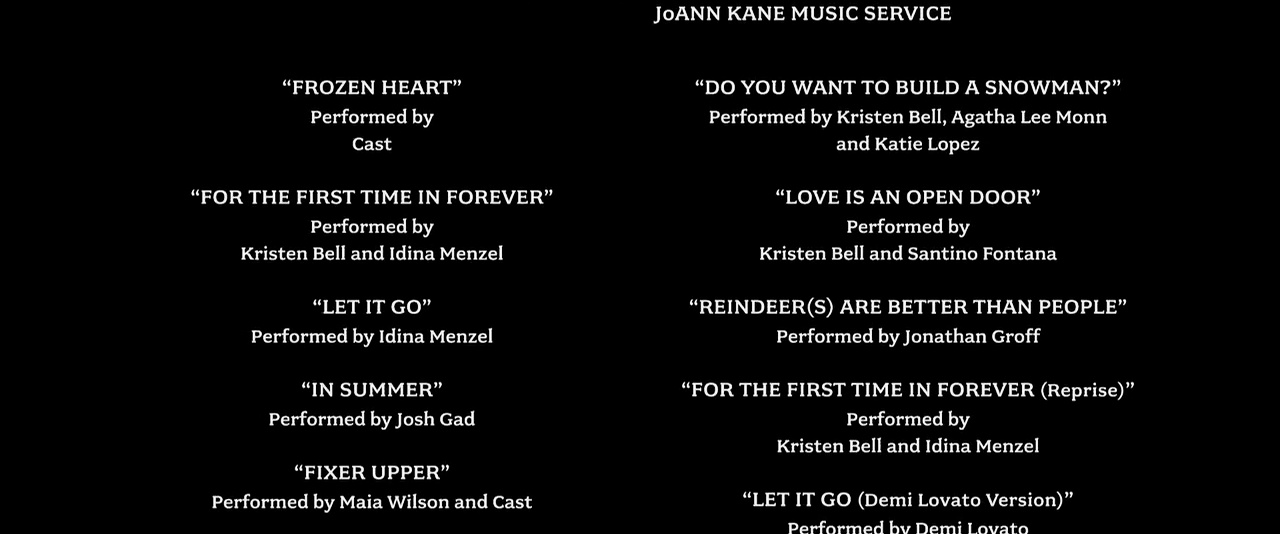 JoANN KANE MUSIC SERVICE
“FROZEN HEART”
Performed by
Cast
“DO YOU WANT TO BUILD A SNOWMAN?”
Performed by Kristen Bell, Agatha Lee Monn
and Katie Lopez
“FOR THE FIRST TIME IN FOREVER”
Performed by
Kristen Bell and Idina Menzel
“LOVE IS AN OPEN DOOR”
Performed by
Kristen Bell and Santino Fontana
“LET IT GO”
Performed by Idina Menzel
“REINDEER(S) ARE BETTER THAN PEOPLE”
Performed by Jonathan Groff
“IN SUMMER”
Performed by Josh Gad
“FOR THE FIRST TIME IN FOREVER (Reprise)”
Performed by
Kristen Bell and Idina Menzel
“FIXER UPPER”
Performed by Maia Wilson and Cast
“LET IT GO (Demi Lovato Version)”
Performed by Demi Lovato